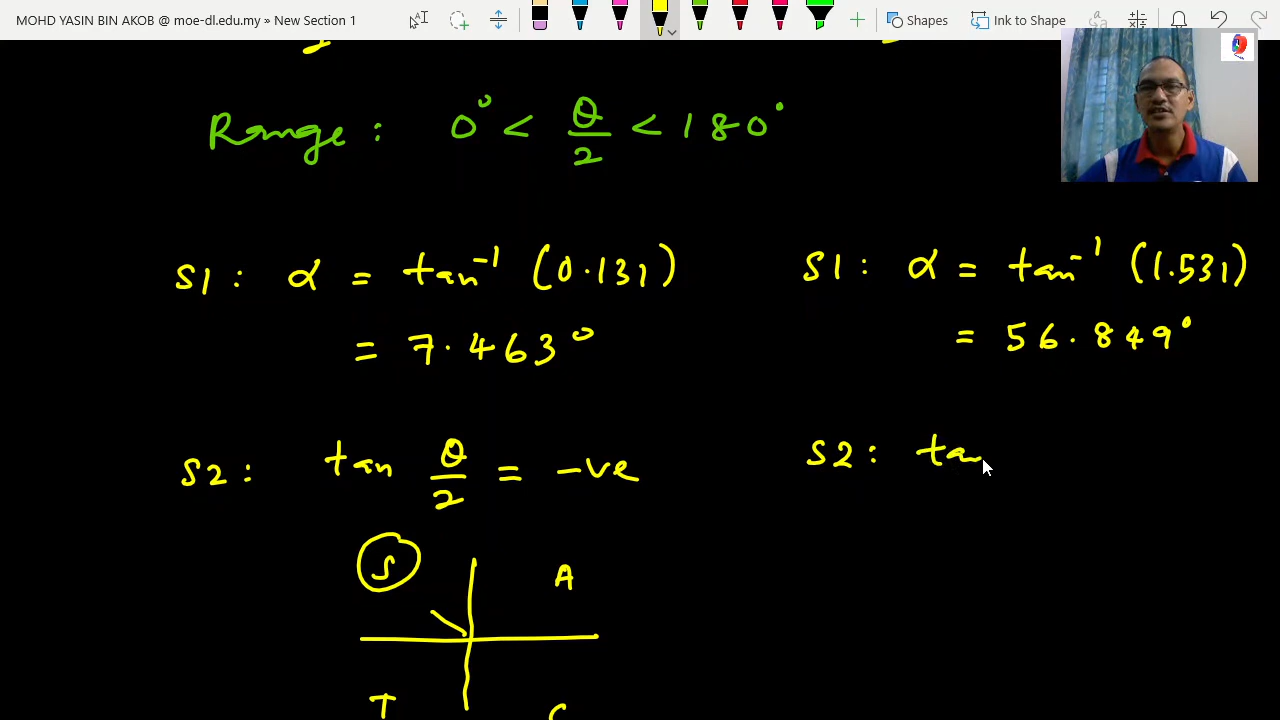 MOHD YASIN BIN AKOB @ moe-dl.edu.my » New Section 1
Shapes
Ink to Shape
Range : 0° < θ/2 < 180°
S1 : α = tan⁻¹ (0.131)
= 7.463°
S2 : tan θ/2 = -ve
S A
T C
S1 : α = tan⁻¹ (1.531)
= 56.849°
S2 : tan